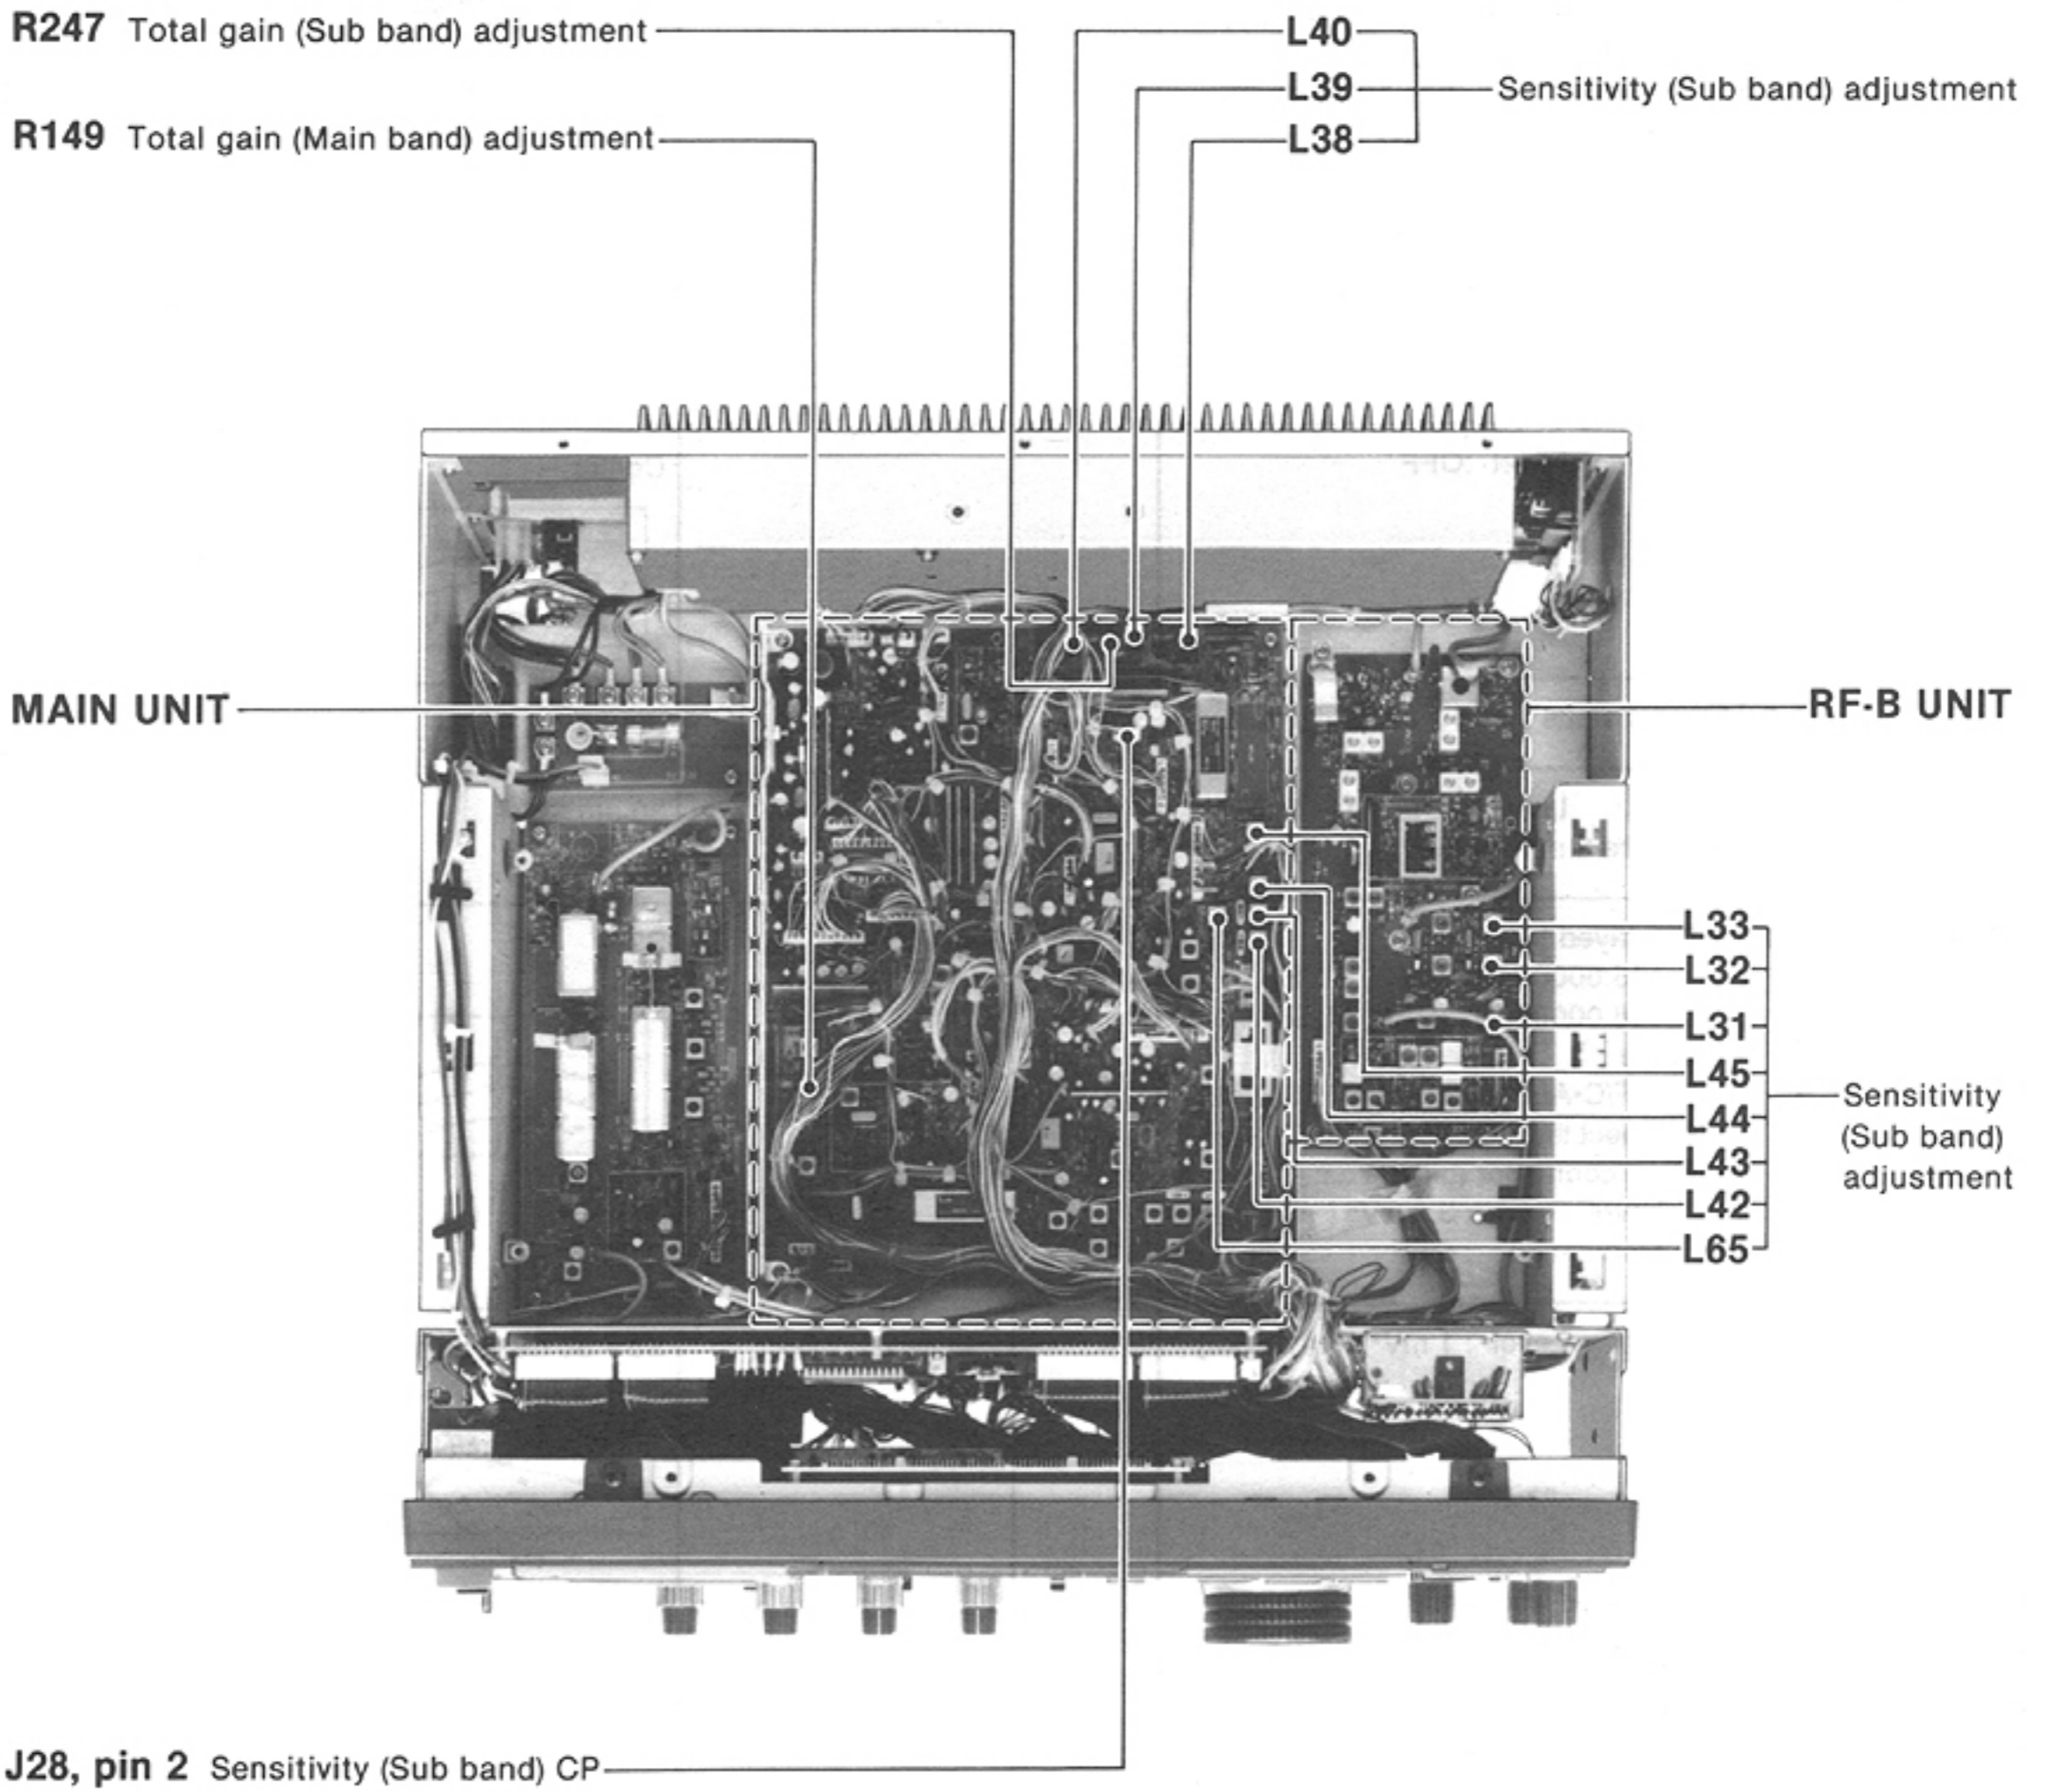 R247 Total gain (Sub band) adjustment
R149 Total gain (Main band) adjustment
L40
L39
L38
Sensitivity (Sub band) adjustment
MAIN UNIT
RF-B UNIT
L33
L32
L31
L45
L44
L43
L42
L65
Sensitivity
(Sub band)
adjustment
J28, pin 2 Sensitivity (Sub band) CP